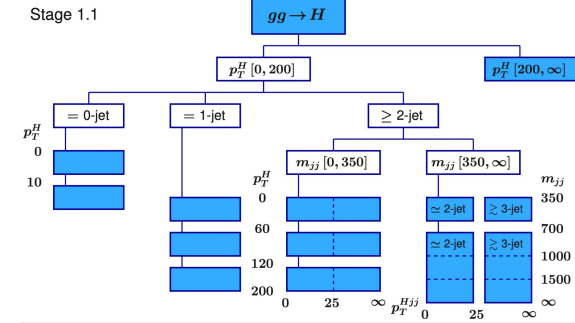 Stage 1.1
gg → H
p_T^H [0, 200]
p_T^H [200, ∞]
= 0-jet
= 1-jet
≥ 2-jet
p_T^H
0
10
m_jj [0, 350]
m_jj [350, ∞]
p_T^H
0
60
120
200
m_jj
350
700
1000
1500
∞
≃ 2-jet
≳ 3-jet
≃ 2-jet
≳ 3-jet
0
25
∞
p_T^Hjj
0
25
∞